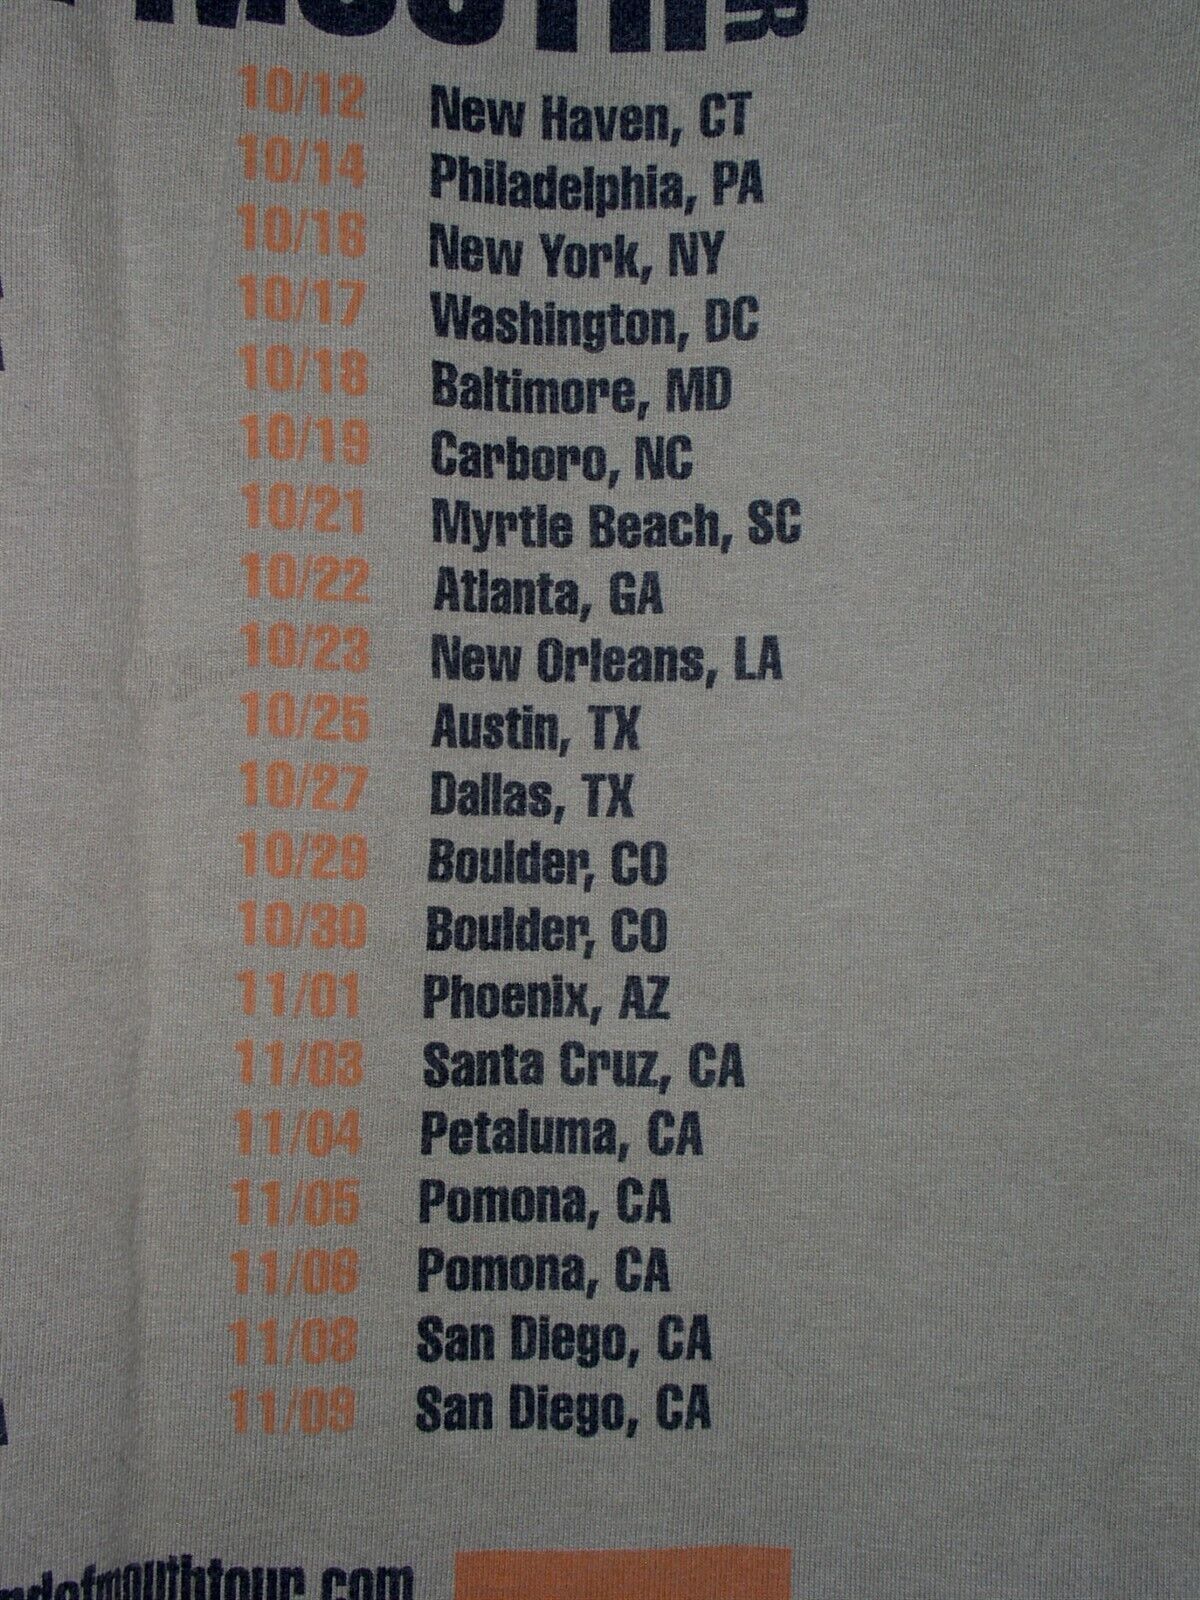 MOUTH
10/12 New Haven, CT
10/14 Philadelphia, PA
10/16 New York, NY
10/17 Washington, DC
10/18 Baltimore, MD
10/19 Carboro, NC
10/21 Myrtle Beach, SC
10/22 Atlanta, GA
10/23 New Orleans, LA
10/25 Austin, TX
10/27 Dallas, TX
10/29 Boulder, CO
10/30 Boulder, CO
11/01 Phoenix, AZ
11/03 Santa Cruz, CA
11/04 Petaluma, CA
11/05 Pomona, CA
11/06 Pomona, CA
11/08 San Diego, CA
11/09 San Diego, CA
ndofmouthtour.com